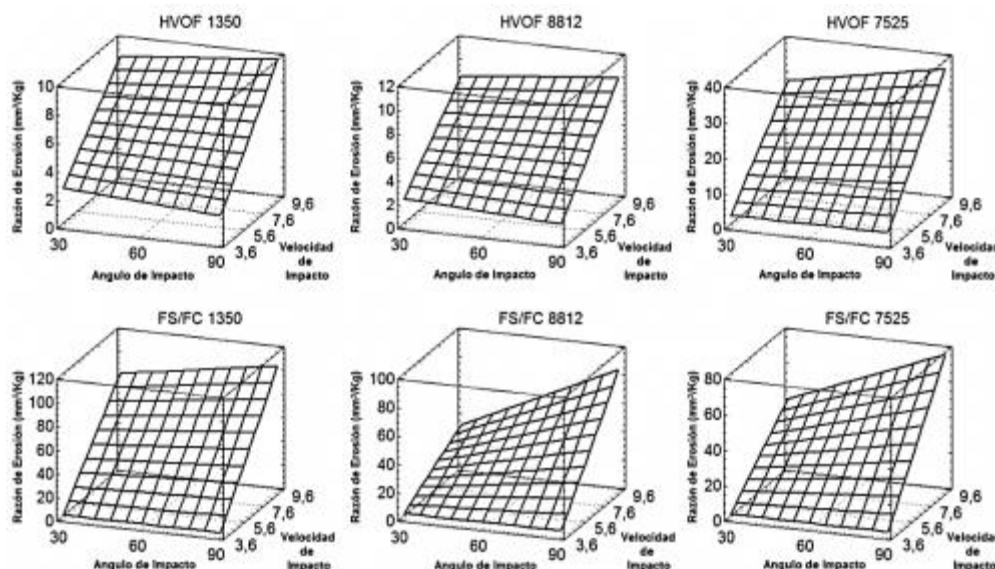 HVOF 1350
Razón de Erosión (mm³/Kg)
10
8
6
4
2
0
30
60
90
Angulo de Impacto
3,6
5,6
7,6
9,6
Velocidad
de
Impacto
HVOF 8812
Razón de Erosión (mm³/Kg)
12
10
8
6
4
2
0
30
60
90
Angulo de Impacto
3,6
5,6
7,6
9,6
Velocidad
de
Impacto
HVOF 7525
Razón de Erosión (mm³/Kg)
40
30
20
10
0
30
60
90
Angulo de Impacto
3,6
5,6
7,6
9,6
Velocidad
de
Impacto
FS/FC 1350
Razón de Erosión (mm³/Kg)
120
100
80
60
40
20
0
30
60
90
Angulo de Impacto
3,6
5,6
7,6
9,6
Velocidad
de
Impacto
FS/FC 8812
Razón de Erosión (mm³/Kg)
100
80
60
40
20
0
30
60
90
Angulo de Impacto
3,6
5,6
7,6
9,6
Velocidad
de
Impacto
FS/FC 7525
Razón de Erosión (mm³/Kg)
80
60
40
20
0
30
60
90
Angulo de Impacto
3,6
5,6
7,6
9,6
Velocidad
de
Impacto